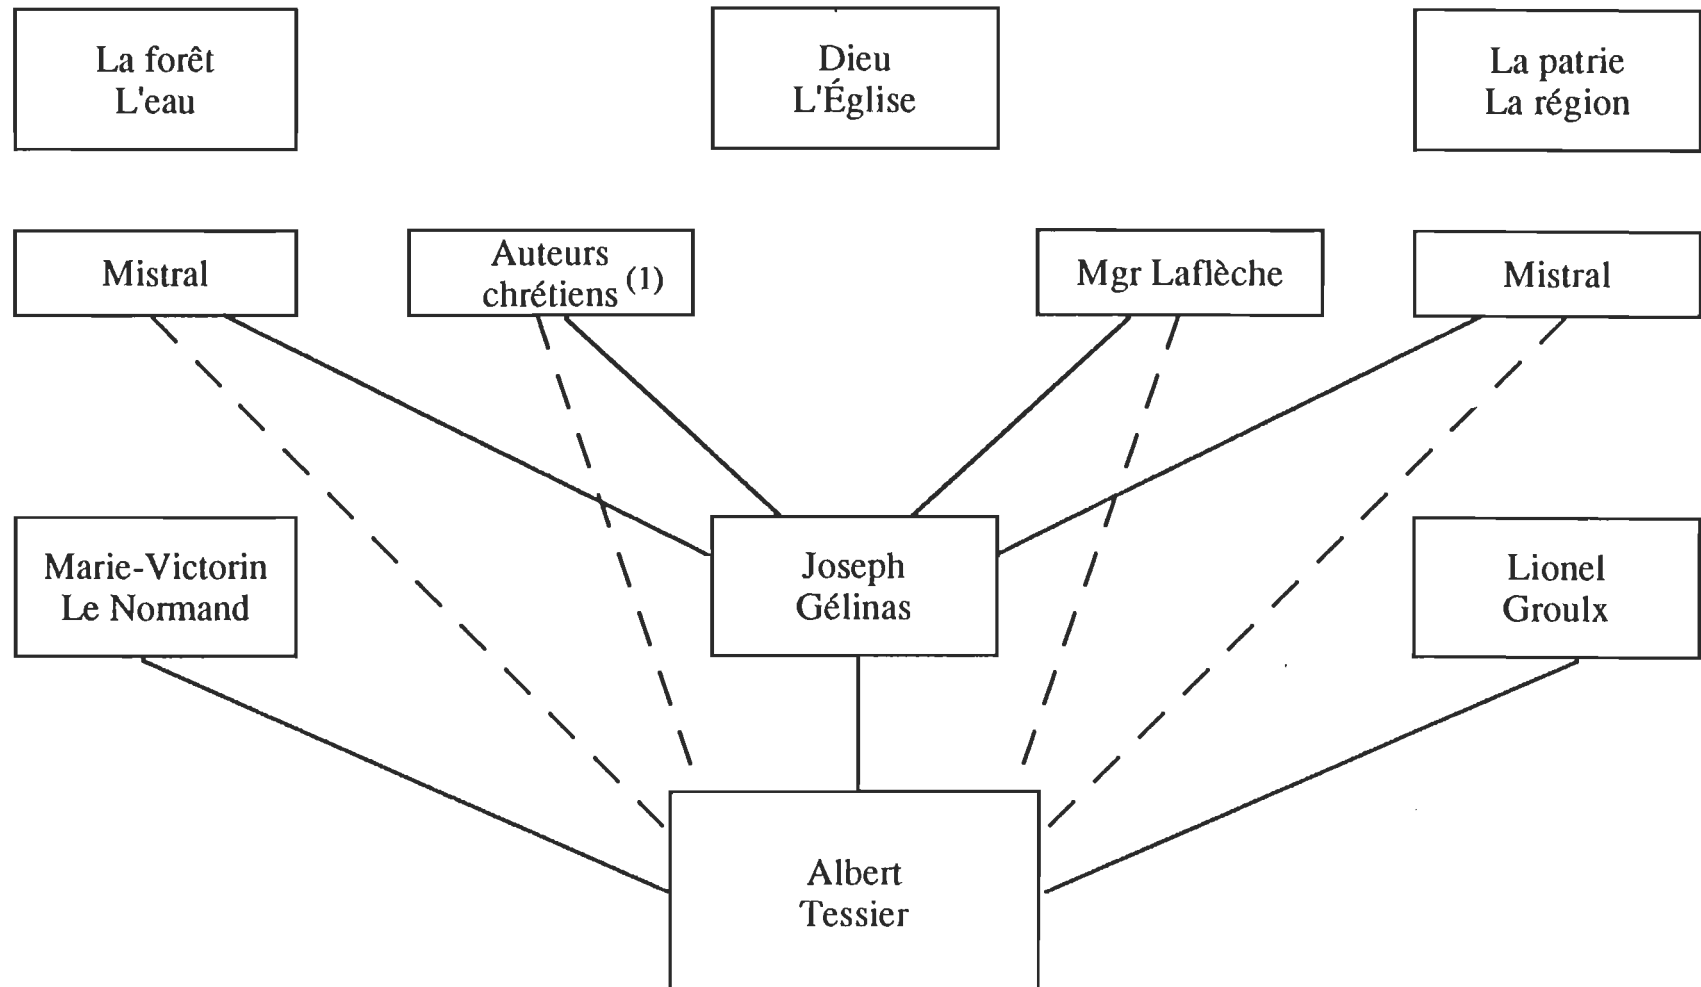 La forêt
L'eau
Dieu
L'Église
La patrie
La région
Mistral
Auteurs
chrétiens (1)
Mgr Laflèche
Mistral
Marie-Victorin
Le Normand
Joseph
Gélinas
Lionel
Groulx
Albert
Tessier